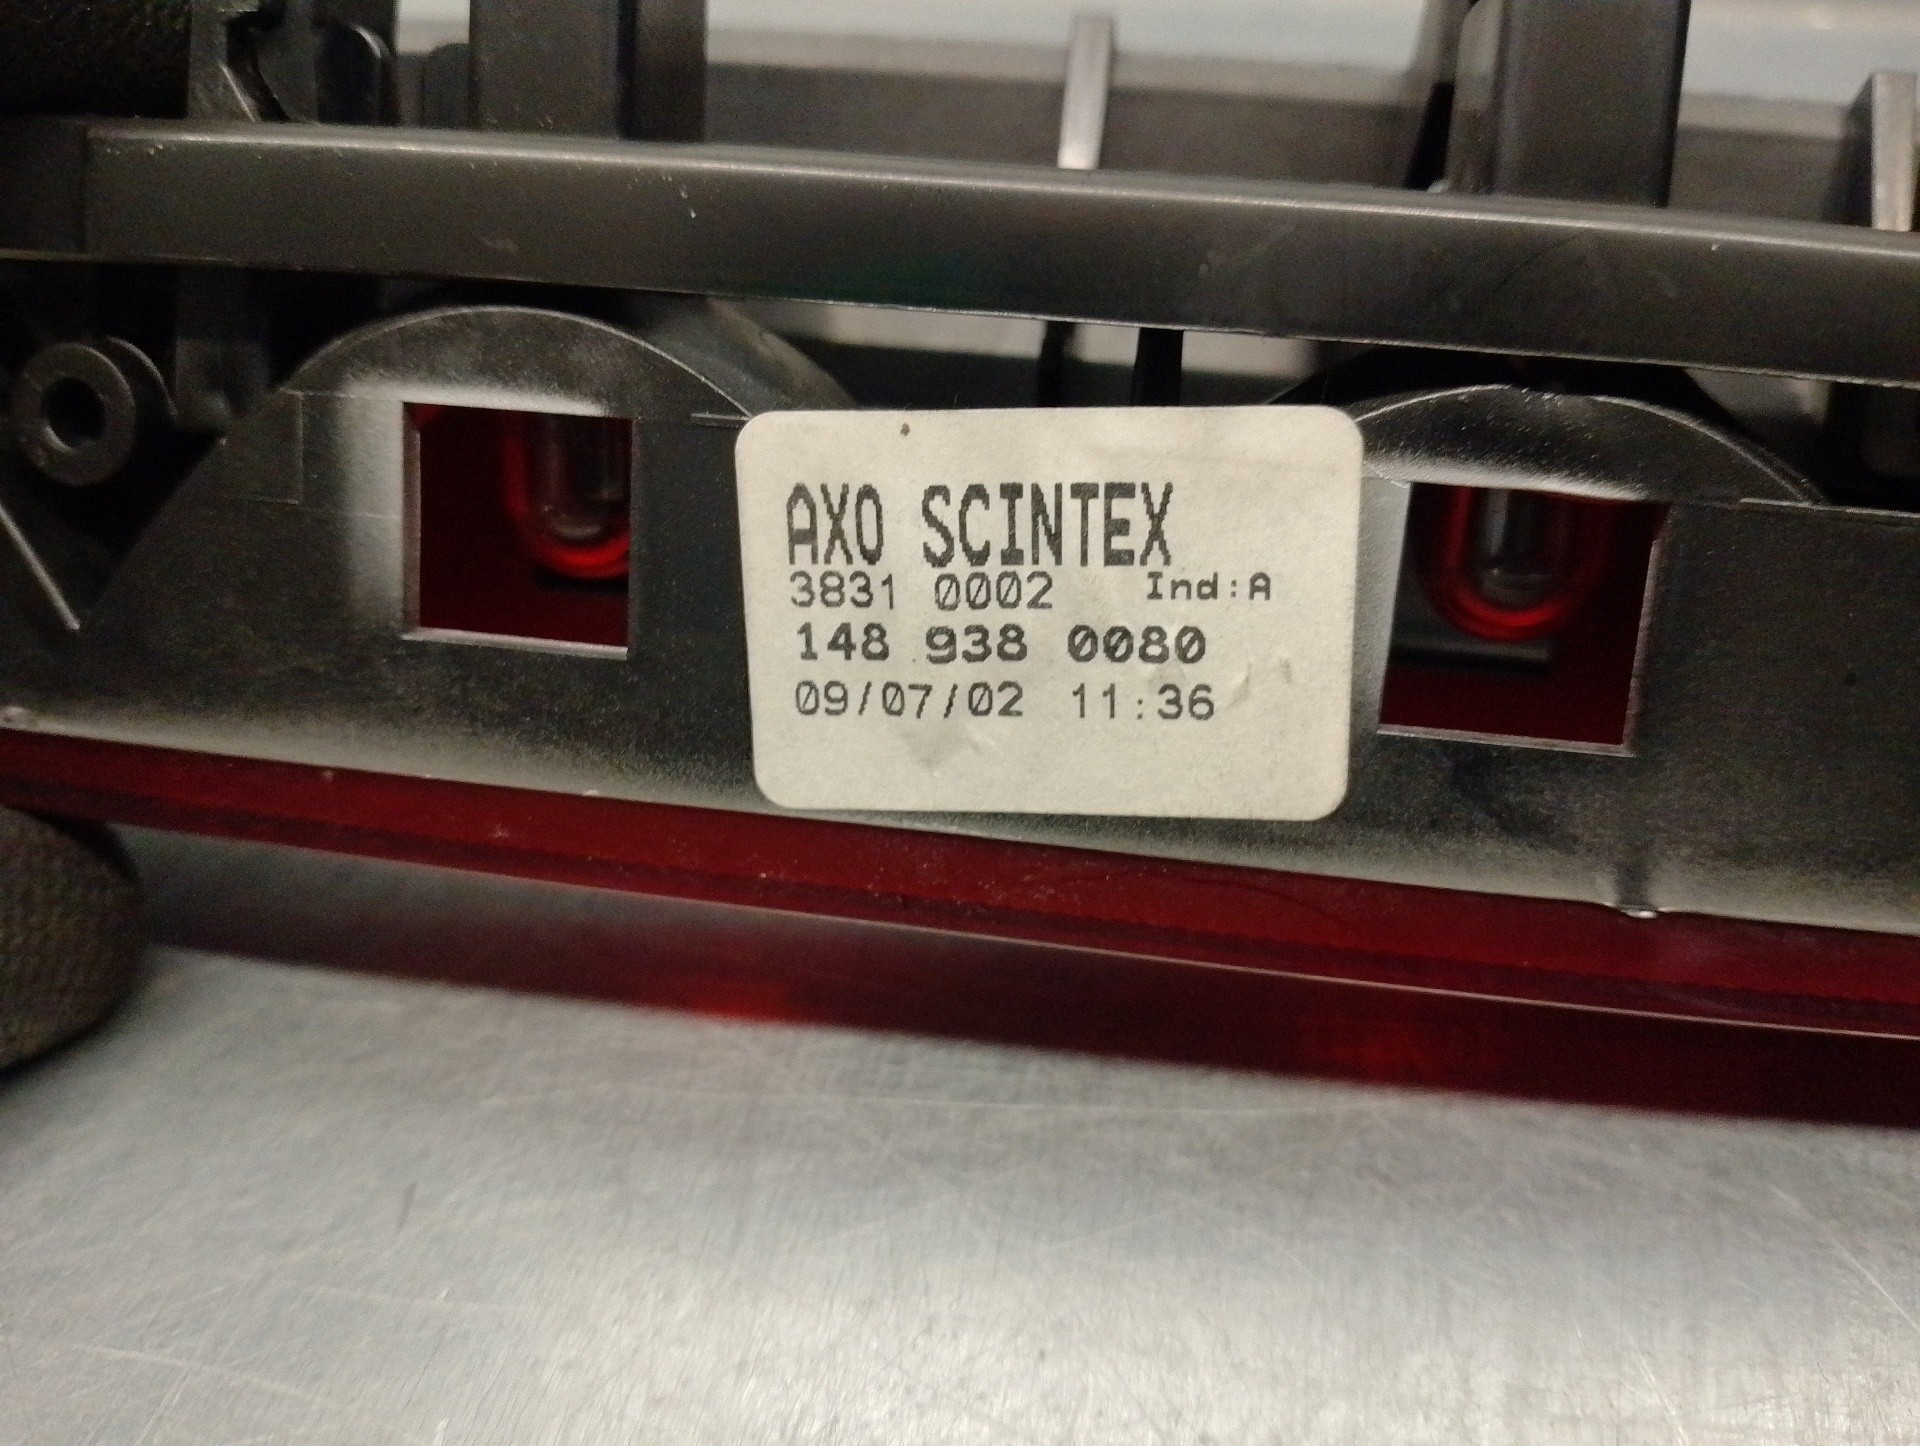 AXO SCINTEX
3831 0002 Ind:A
148 938 0080
09/07/02 11:36